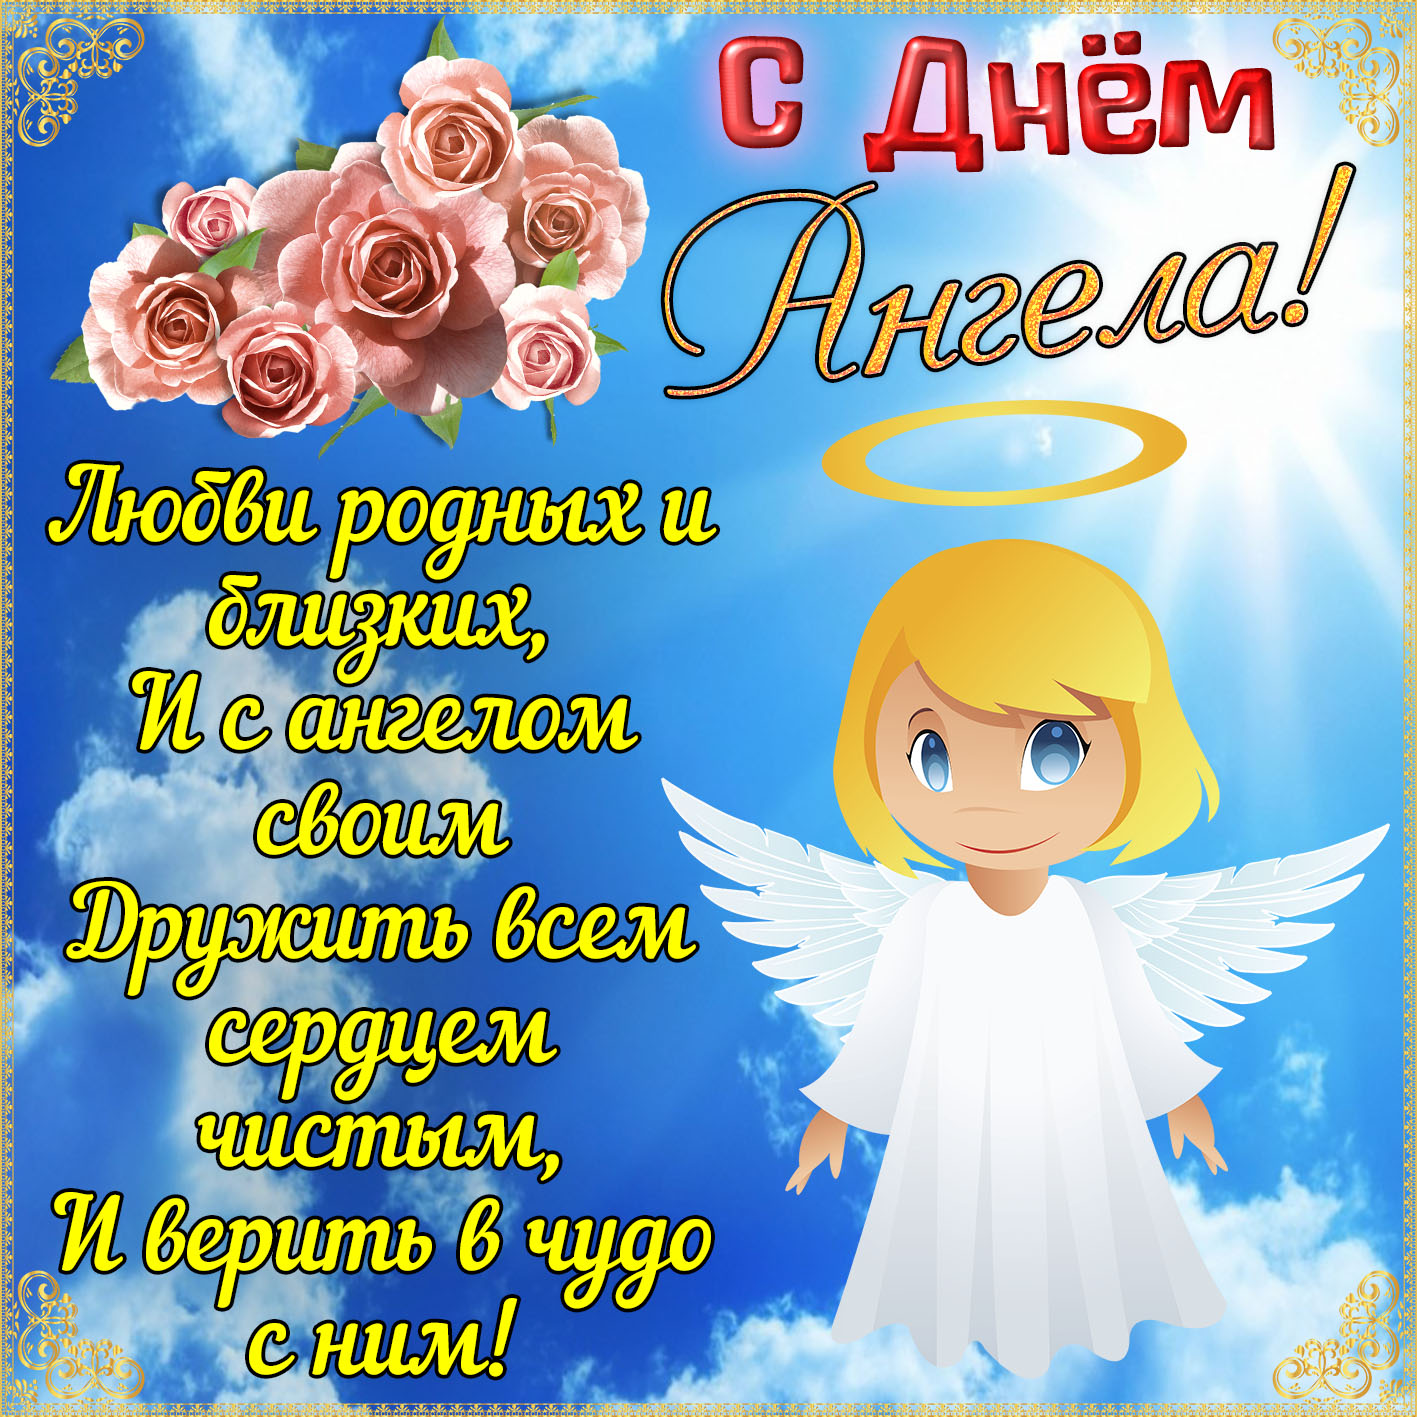 С Днём
Ангела!
Любви родных и
близких,
И с ангелом
своим
Дружить всем
сердцем
чистым,
И верить в чудо
с ним!